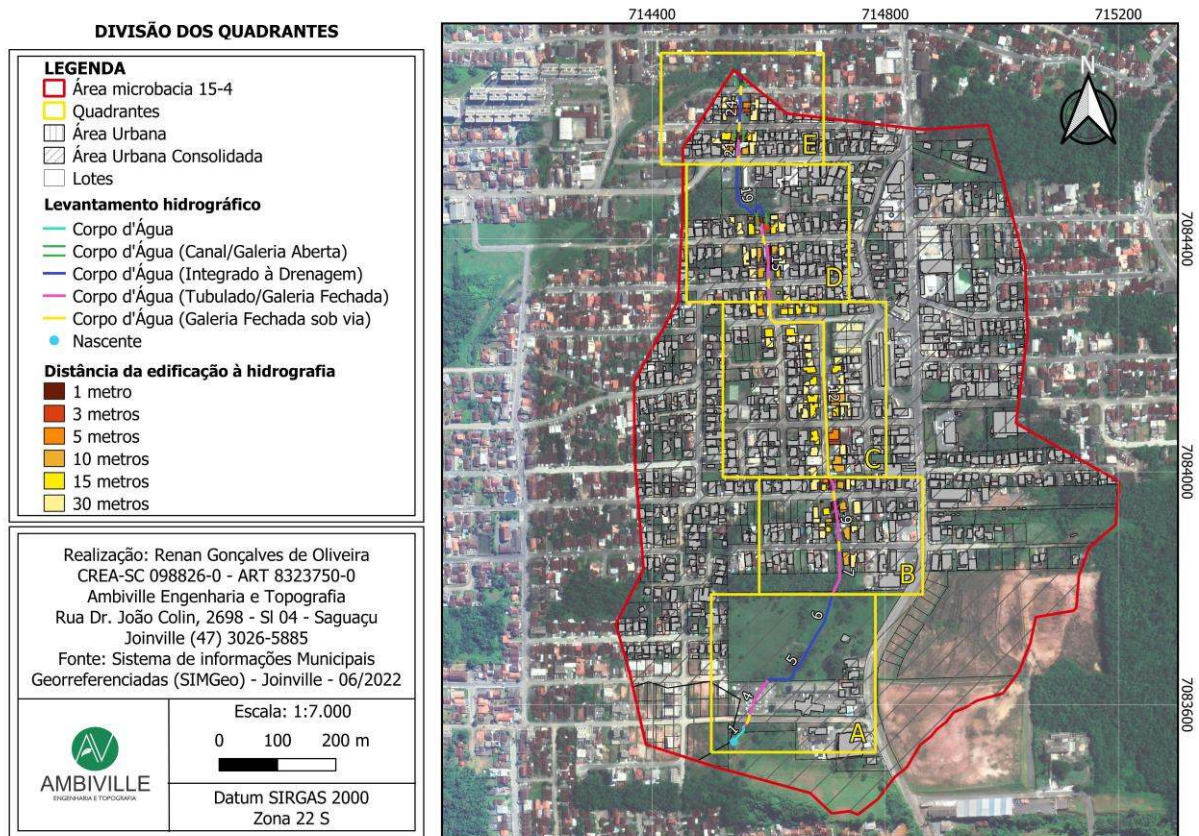 DIVISÃO DOS QUADRANTES
LEGENDA
Área microbacia 15-4
Quadrantes
Área Urbana
Área Urbana Consolidada
Lotes
Levantamento hidrográfico
Corpo d'Água
Corpo d'Água (Canal/Galeria Aberta)
Corpo d'Água (Integrado à Drenagem)
Corpo d'Água (Tubulado/Galeria Fechada)
Corpo d'Água (Galeria Fechada sob via)
Nascente
Distância da edificação à hidrografia
1 metro
3 metros
5 metros
10 metros
15 metros
30 metros
Realização: Renan Gonçalves de Oliveira
CREA-SC 098826-0 - ART 8323750-0
Ambiville Engenharia e Topografia
Rua Dr. João Colin, 2698 - Sl 04 - Saguaçu
Joinville (47) 3026-5885
Fonte: Sistema de informações Municipais
Georreferenciadas (SIMGeo) - Joinville - 06/2022
AMBIVILLE
ENGENHARIA E TOPOGRAFIA
Escala: 1:7.000
0 100 200 m
Datum SIRGAS 2000
Zona 22 S
714400 714800 715200
N
E
21
19
7084400
D
12
C
7084000
9
B
7
6
5
4
7083600
A
1